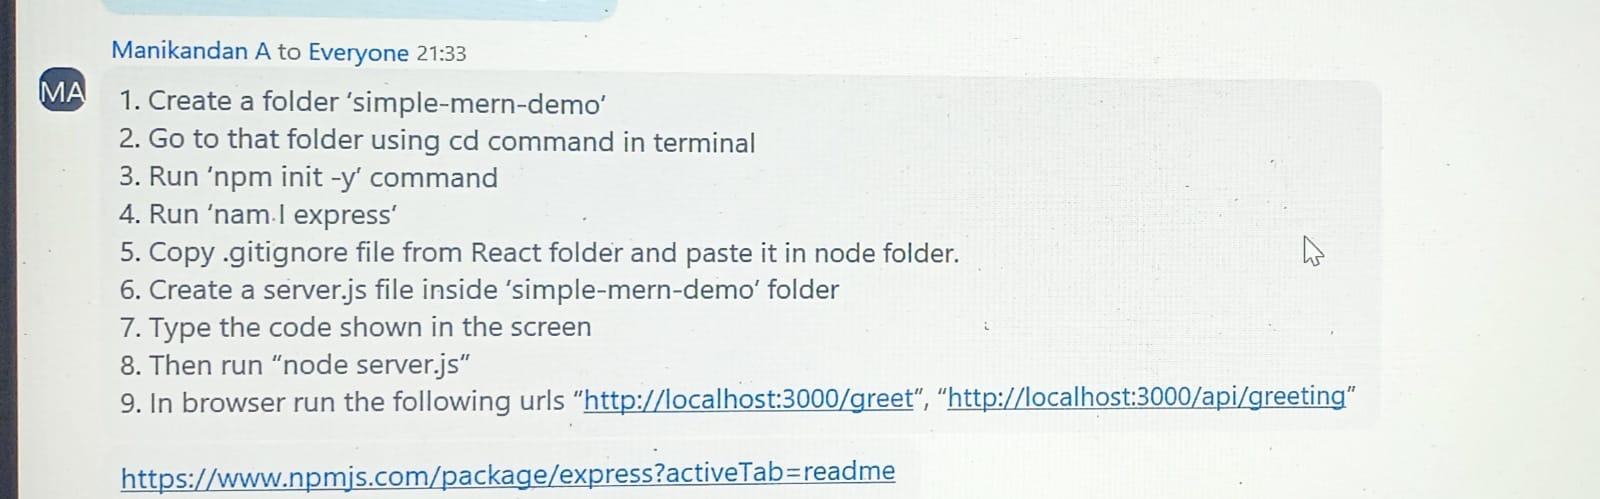 Manikandan A to Everyone 21:33
MA
1. Create a folder ‘simple-mern-demo’
2. Go to that folder using cd command in terminal
3. Run ‘npm init -y’ command
4. Run ‘nam I express’
5. Copy .gitignore file from React folder and paste it in node folder.
6. Create a server.js file inside ‘simple-mern-demo’ folder
7. Type the code shown in the screen
8. Then run “node server.js”
9. In browser run the following urls “http://localhost:3000/greet”, “http://localhost:3000/api/greeting”
https://www.npmjs.com/package/express?activeTab=readme